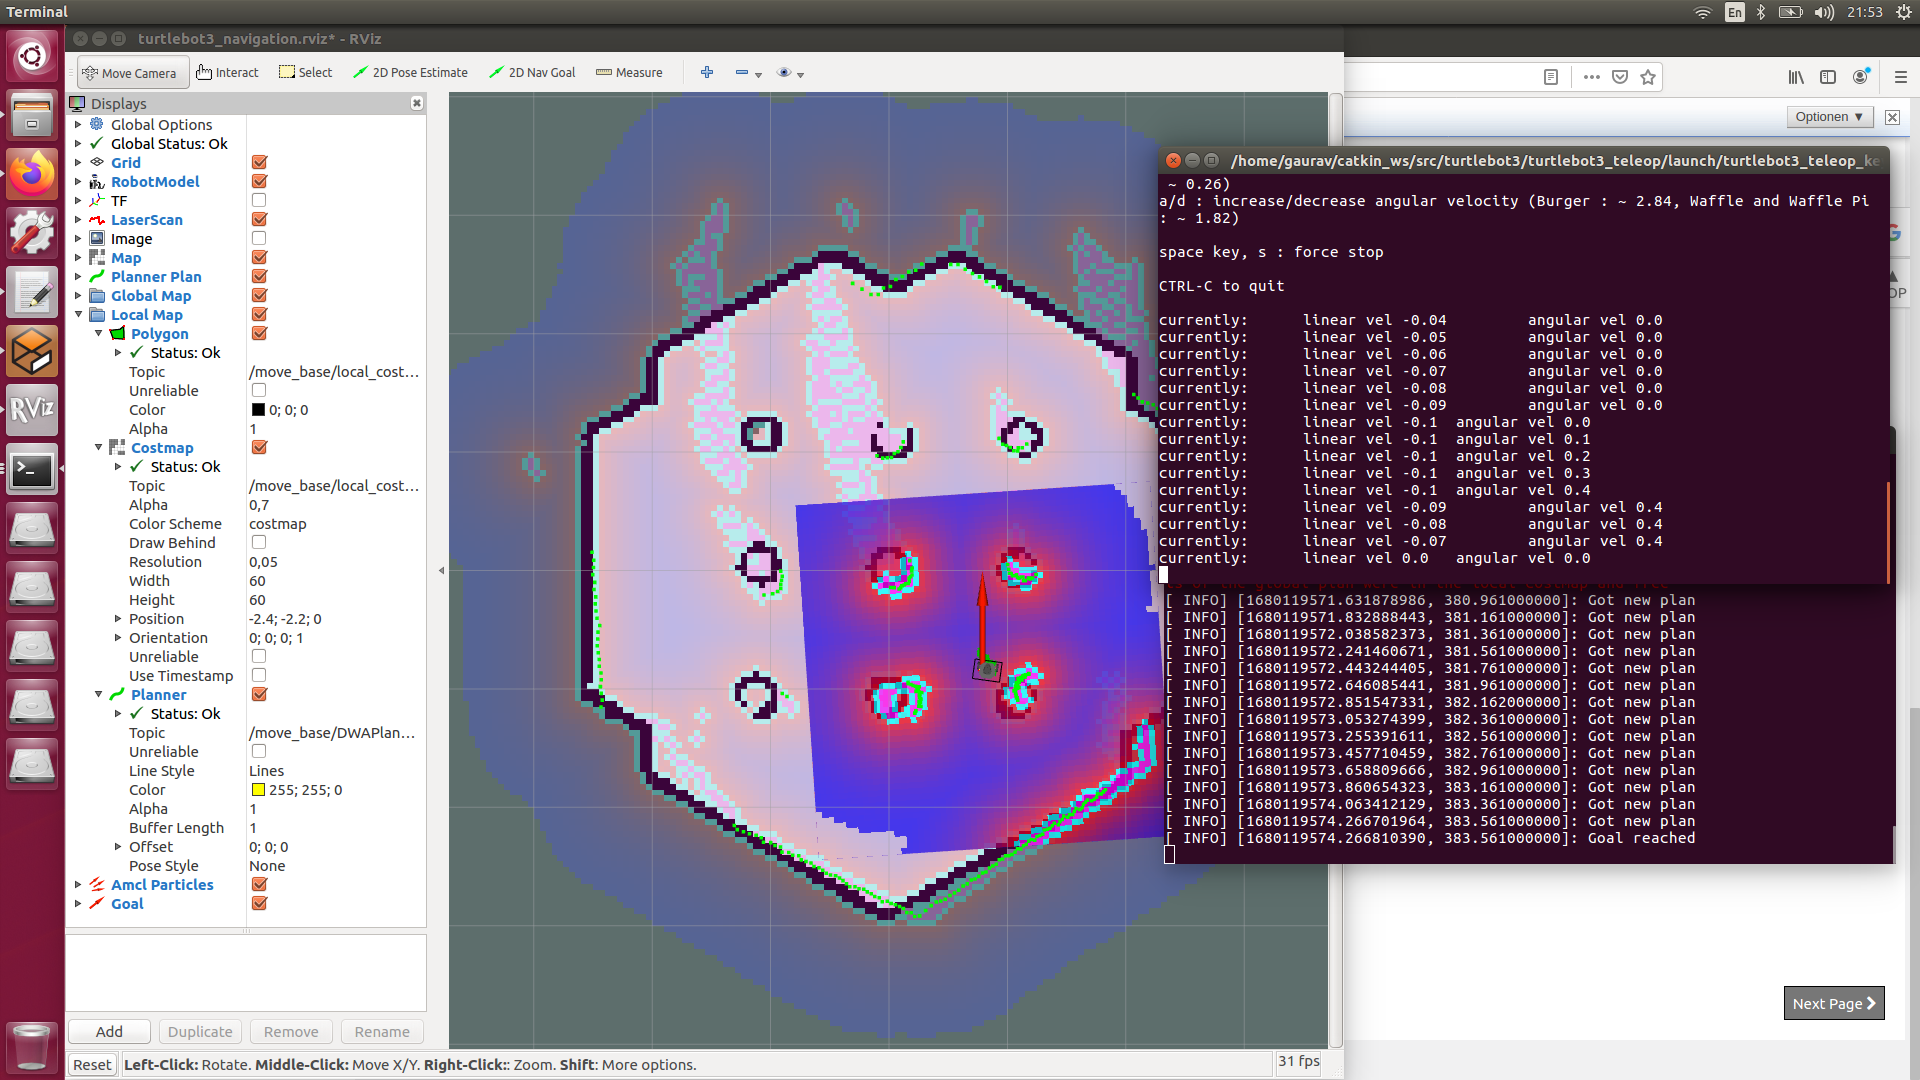 Terminal
En
21:53
turtlebot3_navigation.rviz* - RViz
Move Camera
Interact
Select
2D Pose Estimate
2D Nav Goal
Measure
Displays
Global Options
Global Status: Ok
Grid
RobotModel
TF
LaserScan
Image
Map
Planner Plan
Global Map
Local Map
Polygon
Status: Ok
Topic /move_base/local_cost...
Unreliable
Color 0; 0; 0
Alpha 1
Costmap
Status: Ok
Topic /move_base/local_cost...
Alpha 0,7
Color Scheme costmap
Draw Behind
Resolution 0,05
Width 60
Height 60
Position -2.4; -2.2; 0
Orientation 0; 0; 0; 1
Unreliable
Use Timestamp
Planner
Status: Ok
Topic /move_base/DWAPlan...
Unreliable
Line Style Lines
Color 255; 255; 0
Alpha 1
Buffer Length 1
Offset 0; 0; 0
Pose Style None
Amcl Particles
Goal
Add Duplicate Remove Rename
Reset Left-Click: Rotate. Middle-Click: Move X/Y. Right-Click:: Zoom. Shift: More options.
31 fps
RViz
Optionen ▼
/home/gaurav/catkin_ws/src/turtlebot3/turtlebot3_teleop/launch/turtlebot3_teleop_ke
~ 0.26)
a/d : increase/decrease angular velocity (Burger : ~ 2.84, Waffle and Waffle Pi
: ~ 1.82)
space key, s : force stop
CTRL-C to quit
currently: linear vel -0.04 angular vel 0.0
currently: linear vel -0.05 angular vel 0.0
currently: linear vel -0.06 angular vel 0.0
currently: linear vel -0.07 angular vel 0.0
currently: linear vel -0.08 angular vel 0.0
currently: linear vel -0.09 angular vel 0.0
currently: linear vel -0.1 angular vel 0.0
currently: linear vel -0.1 angular vel 0.1
currently: linear vel -0.1 angular vel 0.2
currently: linear vel -0.1 angular vel 0.3
currently: linear vel -0.1 angular vel 0.4
currently: linear vel -0.09 angular vel 0.4
currently: linear vel -0.08 angular vel 0.4
currently: linear vel -0.07 angular vel 0.4
currently: linear vel 0.0 angular vel 0.0
[ INFO] [1680119571.631878986, 380.961000000]: Got new plan
[ INFO] [1680119571.832888443, 381.161000000]: Got new plan
[ INFO] [1680119572.038582373, 381.361000000]: Got new plan
[ INFO] [1680119572.241460671, 381.561000000]: Got new plan
[ INFO] [1680119572.443244405, 381.761000000]: Got new plan
[ INFO] [1680119572.646085441, 381.961000000]: Got new plan
[ INFO] [1680119572.851547331, 382.162000000]: Got new plan
[ INFO] [1680119573.053274399, 382.361000000]: Got new plan
[ INFO] [1680119573.255391611, 382.561000000]: Got new plan
[ INFO] [1680119573.457710459, 382.761000000]: Got new plan
[ INFO] [1680119573.658809666, 382.961000000]: Got new plan
[ INFO] [1680119573.860654323, 383.161000000]: Got new plan
[ INFO] [1680119574.063412129, 383.361000000]: Got new plan
[ INFO] [1680119574.266701964, 383.561000000]: Got new plan
[ INFO] [1680119574.266810390, 383.561000000]: Goal reached
Next Page